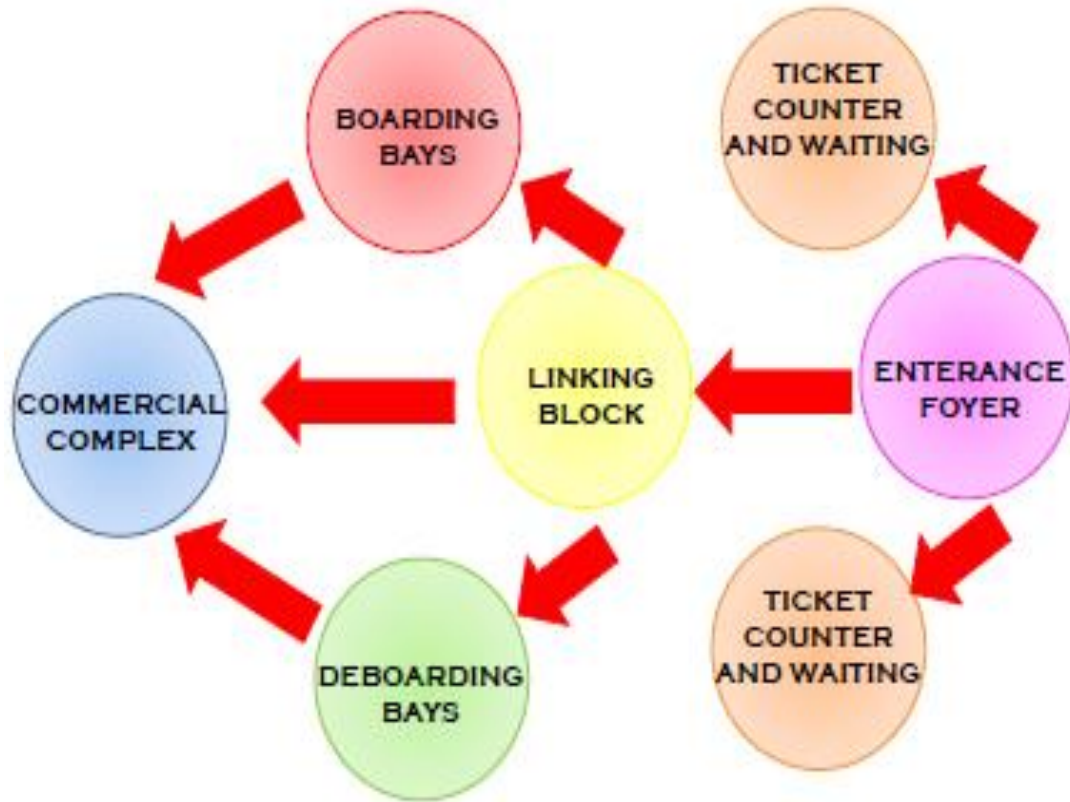 BOARDING
BAYS
TICKET
COUNTER
AND WAITING
COMMERCIAL
COMPLEX
LINKING
BLOCK
ENTERANCE
FOYER
DEBOARDING
BAYS
TICKET
COUNTER
AND WAITING